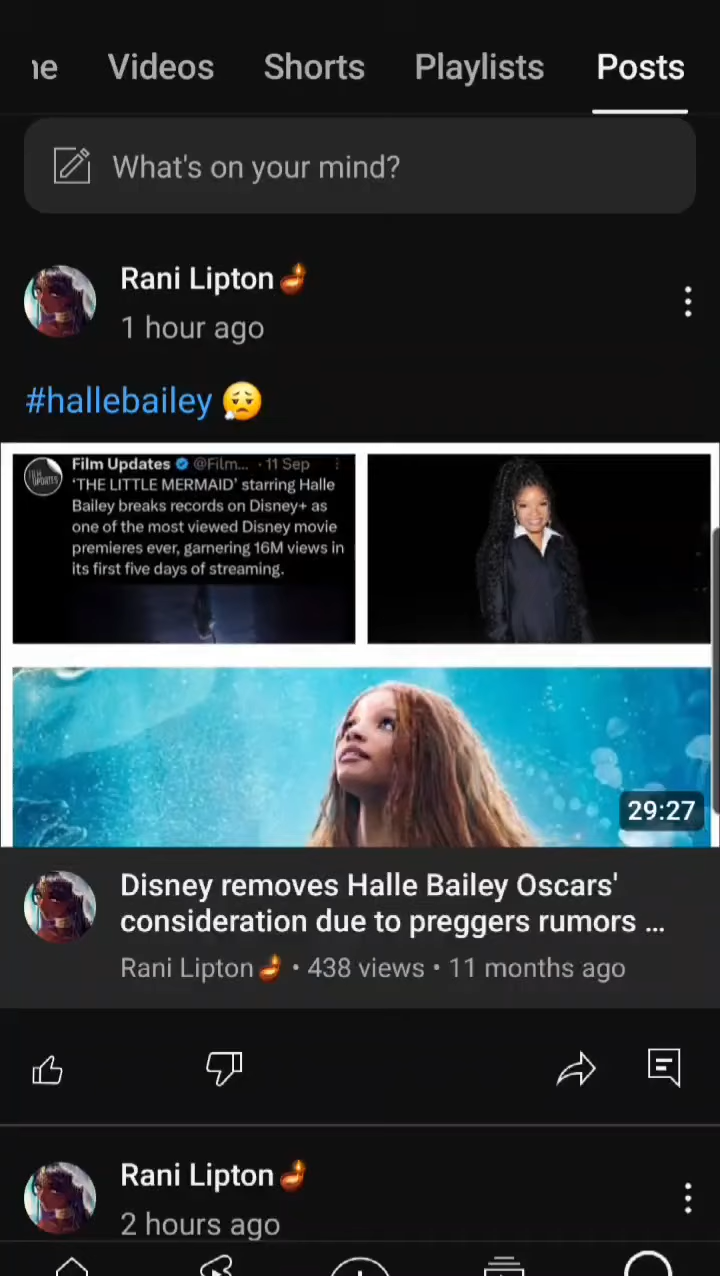 ne Videos Shorts Playlists Posts
What's on your mind?
Rani Lipton🪔
1 hour ago
#hallebailey 😮‍💨
Film Updates @Film... · 11 Sep
'THE LITTLE MERMAID' starring Halle
Bailey breaks records on Disney+ as
one of the most viewed Disney movie
premieres ever, garnering 16M views in
its first five days of streaming.
29:27
Disney removes Halle Bailey Oscars'
consideration due to preggers rumors ...
Rani Lipton🪔 • 438 views • 11 months ago
Rani Lipton🪔
2 hours ago